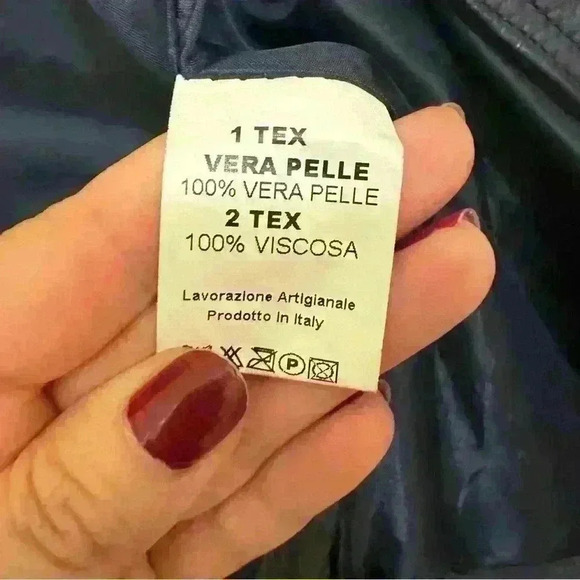 1 TEX
VERA PELLE
100% VERA PELLE
2 TEX
100% VISCOSA
Lavorazione Artigianale
Prodotto in Italy
P